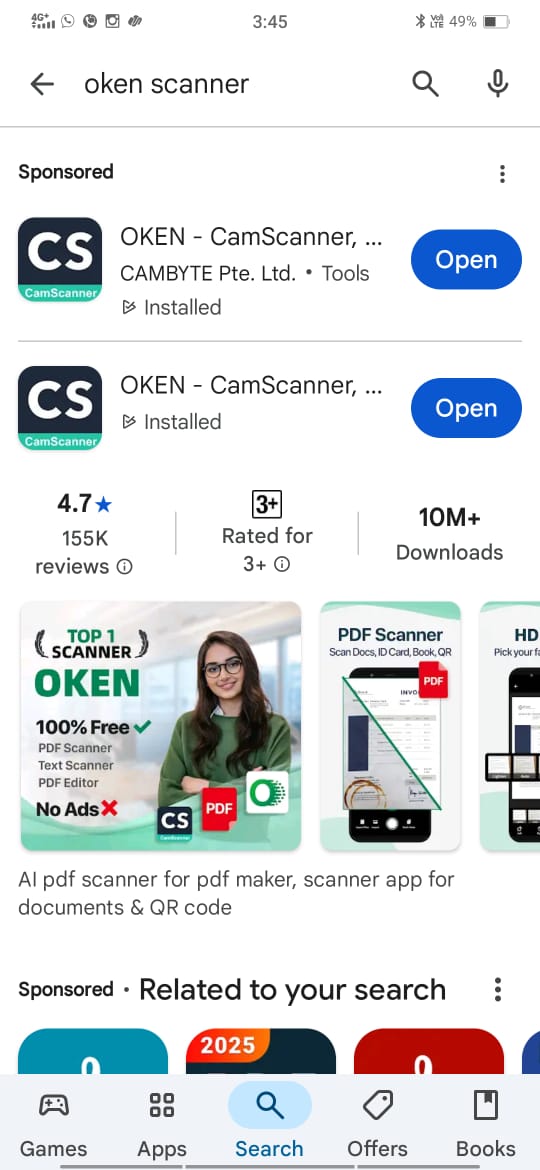 4G+
3:45
Vo)
LTE
49%
oken scanner
Sponsored
CS
CamScanner
OKEN - CamScanner, ...
CAMBYTE Pte. Ltd. • Tools
Installed
Open
CS
CamScanner
OKEN - CamScanner, ...
Installed
Open
4.7★
155K
reviews
3+
Rated for
3+
10M+
Downloads
TOP 1
SCANNER
OKEN
100% Free
PDF Scanner
Text Scanner
PDF Editor
No Ads
CS
CamScanner
PDF
PDF Scanner
Scan Docs, ID Card, Book, QR
PDF
INVO
HD
Pick your fa
AI pdf scanner for pdf maker, scanner app for
documents & QR code
Sponsored • Related to your search
2025
Games
Apps
Search
Offers
Books